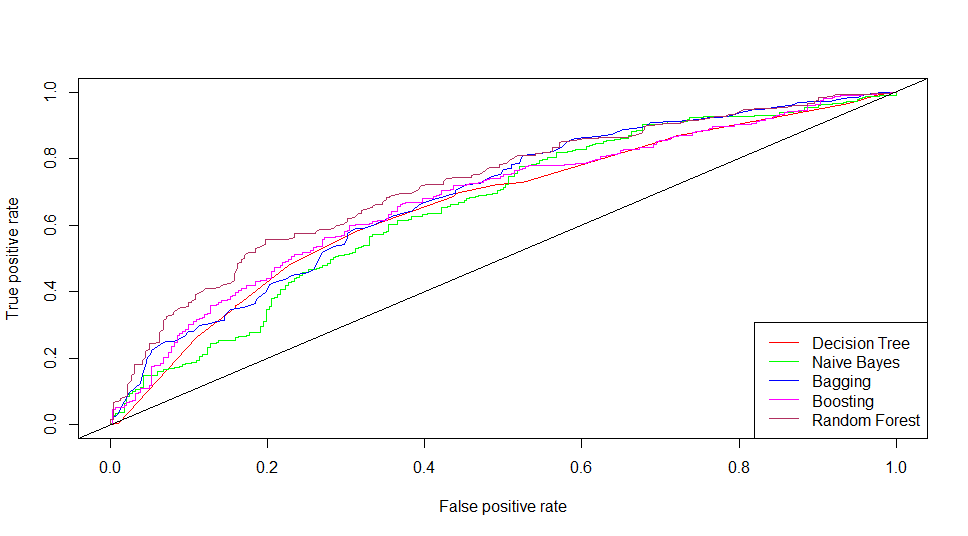 1.0
0.8
0.6
0.4
0.2
0.0
True positive rate
Decision Tree
Naive Bayes
Bagging
Boosting
Random Forest
0.0 0.2 0.4 0.6 0.8 1.0
False positive rate